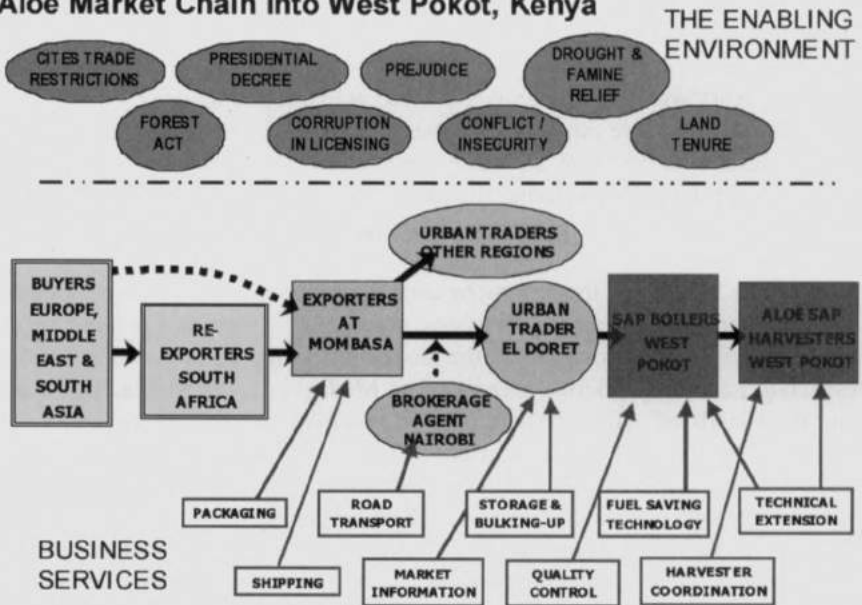 Aloe Market Chain into West Pokot, Kenya
THE ENABLING
ENVIRONMENT
CITES TRADE
RESTRICTIONS
PRESIDENTIAL
DECREE
PREJUDICE
DROUGHT &
FAMINE
RELIEF
FOREST
ACT
CORRUPTION
IN LICENSING
CONFLICT /
INSECURITY
LAND
TENURE
URBAN TRADERS
OTHER REGIONS
BUYERS
EUROPE,
MIDDLE
EAST &
SOUTH
ASIA
RE-
EXPORTERS
SOUTH
AFRICA
EXPORTERS
AT
MOMBASA
URBAN
TRADER
EL DORET
SAP BOILERS
WEST
POKOT
ALOE SAP
HARVESTERS
WEST POKOT
BROKERAGE
AGENT
NAIROBI
PACKAGING
ROAD
TRANSPORT
STORAGE &
BULKING-UP
FUEL SAVING
TECHNOLOGY
TECHNICAL
EXTENSION
BUSINESS
SERVICES
SHIPPING
MARKET
INFORMATION
QUALITY
CONTROL
HARVESTER
COORDINATION